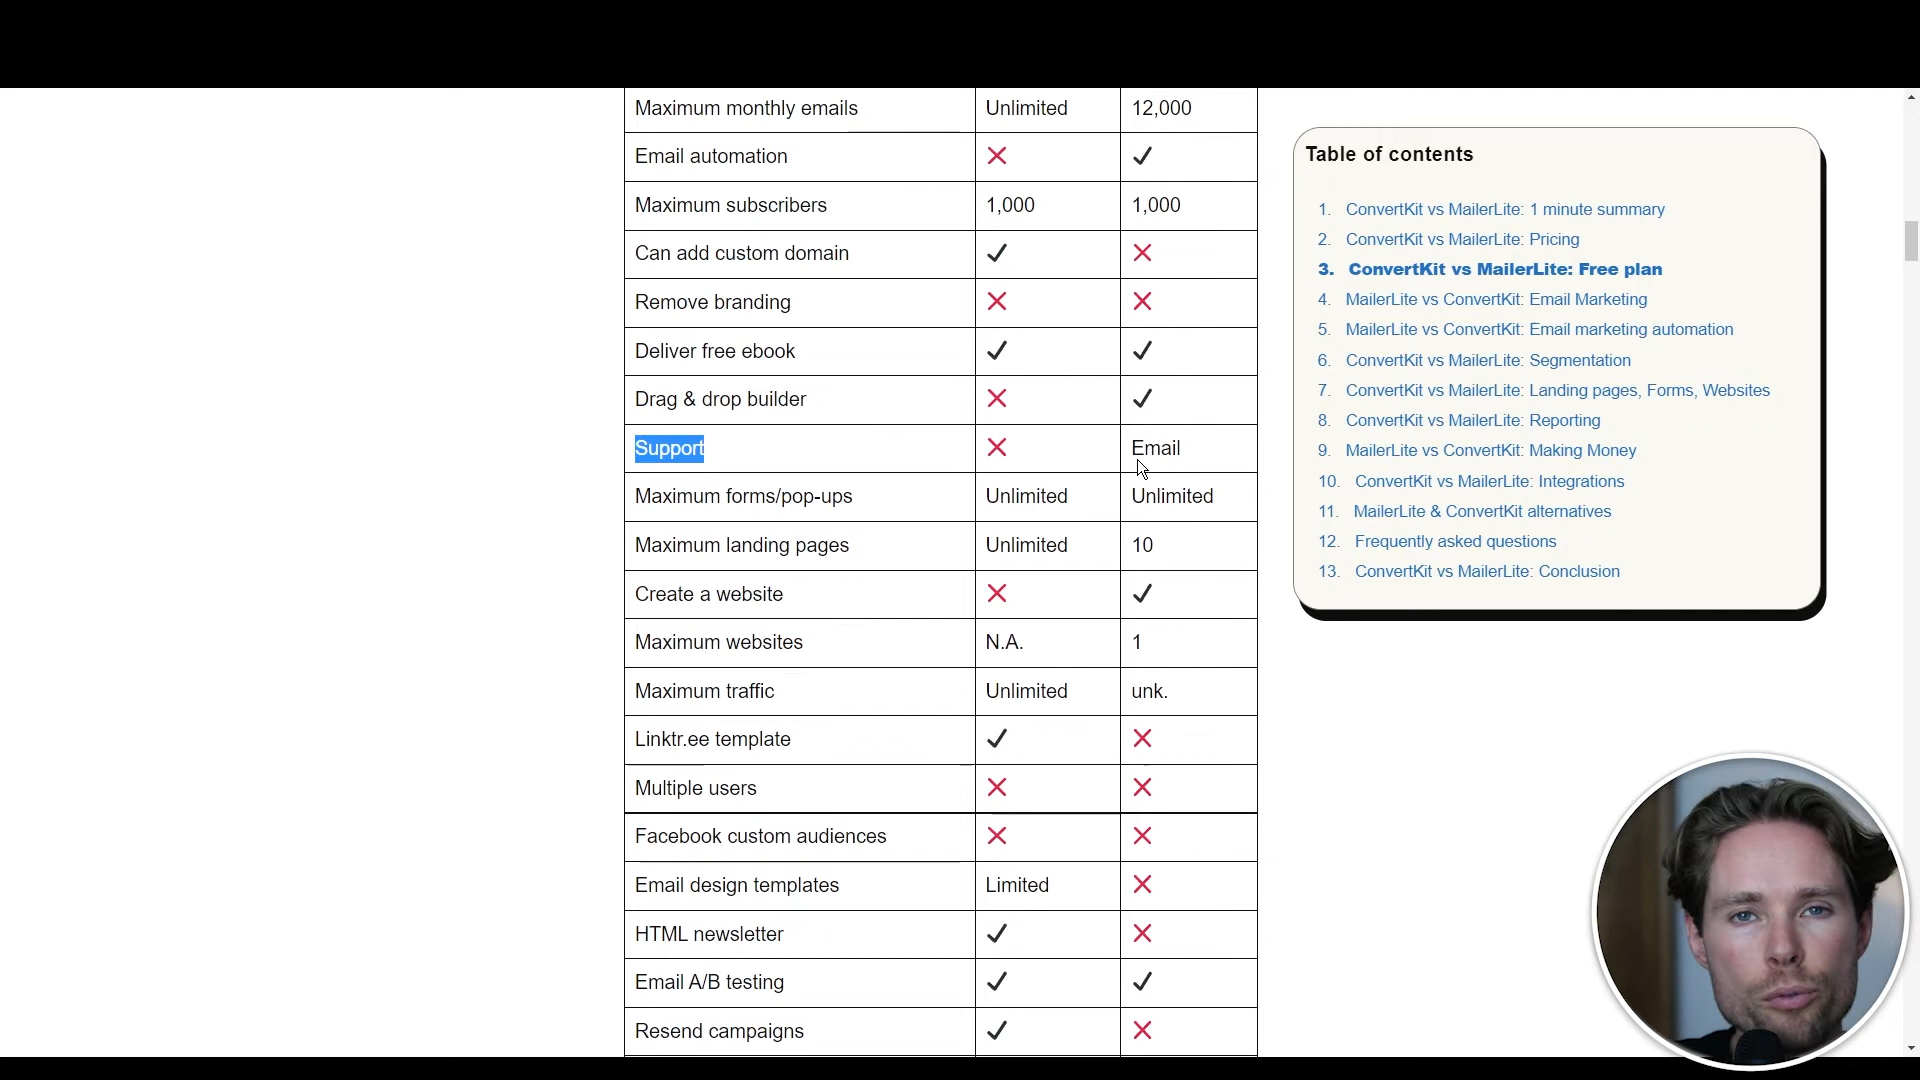 Maximum monthly emails Unlimited 12,000
Email automation ❌ ✔
Maximum subscribers 1,000 1,000
Can add custom domain ✔ ❌
Remove branding ❌ ❌
Deliver free ebook ✔ ✔
Drag & drop builder ❌ ✔
Support ❌ Email
Maximum forms/pop-ups Unlimited Unlimited
Maximum landing pages Unlimited 10
Create a website ❌ ✔
Maximum websites N.A. 1
Maximum traffic Unlimited unk.
Linktr.ee template ✔ ❌
Multiple users ❌ ❌
Facebook custom audiences ❌ ❌
Email design templates Limited ❌
HTML newsletter ✔ ❌
Email A/B testing ✔ ✔
Resend campaigns ✔ ❌
Table of contents
1. ConvertKit vs MailerLite: 1 minute summary
2. ConvertKit vs MailerLite: Pricing
3. ConvertKit vs MailerLite: Free plan
4. MailerLite vs ConvertKit: Email Marketing
5. MailerLite vs ConvertKit: Email marketing automation
6. ConvertKit vs MailerLite: Segmentation
7. ConvertKit vs MailerLite: Landing pages, Forms, Websites
8. ConvertKit vs MailerLite: Reporting
9. MailerLite vs ConvertKit: Making Money
10. ConvertKit vs MailerLite: Integrations
11. MailerLite & ConvertKit alternatives
12. Frequently asked questions
13. ConvertKit vs MailerLite: Conclusion